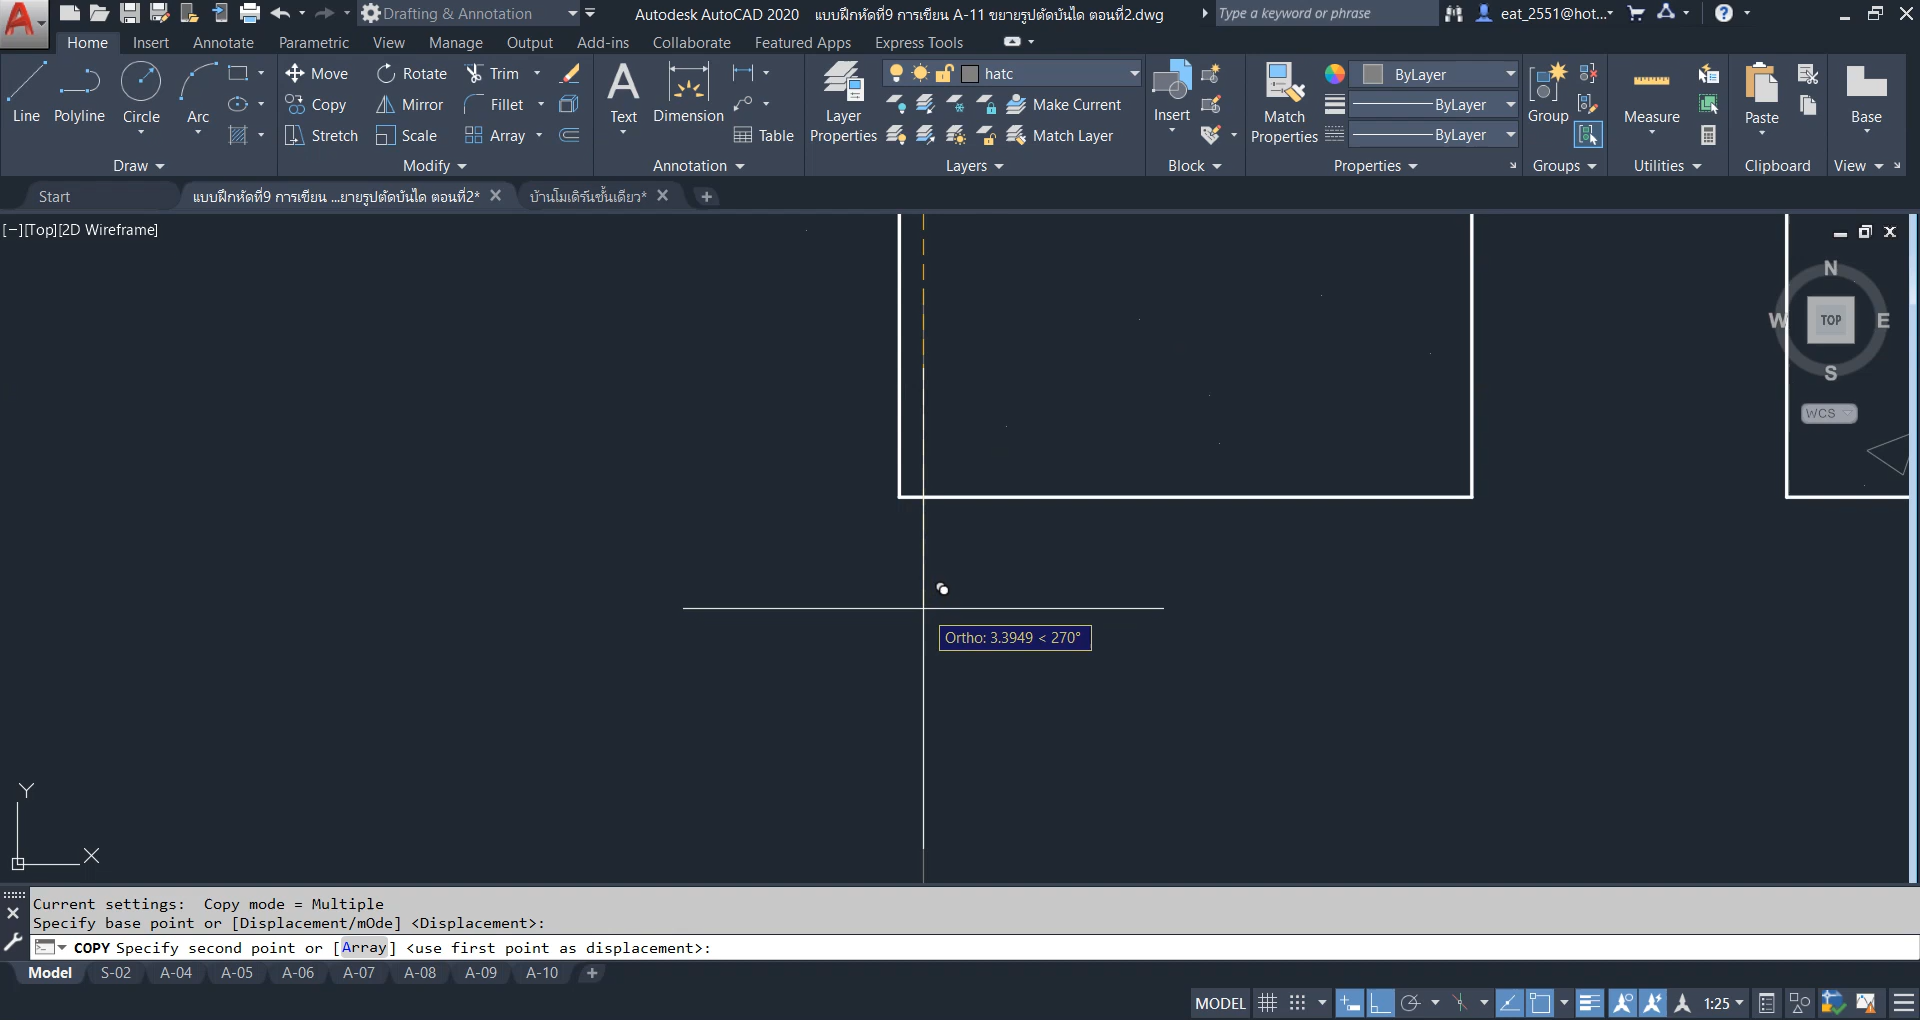 Drafting & Annotation
Autodesk AutoCAD 2020 แบบฝึกหัดที่9 การเขียน A-11 ขยายรูปตัดบันได ตอนที่2.dwg
Type a keyword or phrase
eat_2551@hot...
Home Insert Annotate Parametric View Manage Output Add-ins Collaborate Featured Apps Express Tools
Line Polyline Circle Arc
Move Rotate Trim
Copy Mirror Fillet
Stretch Scale Array
Text Dimension Table
Layer Properties
hatc
Make Current
Match Layer
Insert
Match Properties
ByLayer
ByLayer
ByLayer
Group
Measure
Paste
Base
Draw Modify Annotation Layers Block Properties Groups Utilities Clipboard View
Start
แบบฝึกหัดที่9 การเขียน ...ยายรูปตัดบันได ตอนที่2*
บ้านโมเดิร์นชั้นเดียว*
[−][Top][2D Wireframe]
N
W TOP E
S
WCS
Ortho: 3.3949 < 270°
Y
X
Current settings: Copy mode = Multiple
Specify base point or [Displacement/mOde] <Displacement>:
COPY Specify second point or [Array] <use first point as displacement>:
Model S-02 A-04 A-05 A-06 A-07 A-08 A-09 A-10
MODEL 1:25